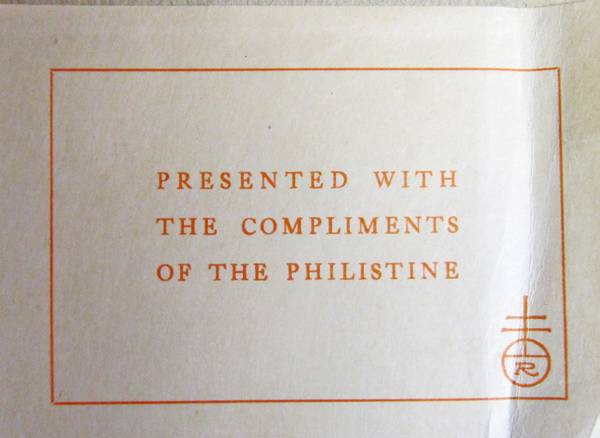 PRESENTED WITH
THE COMPLIMENTS
OF THE PHILISTINE
R